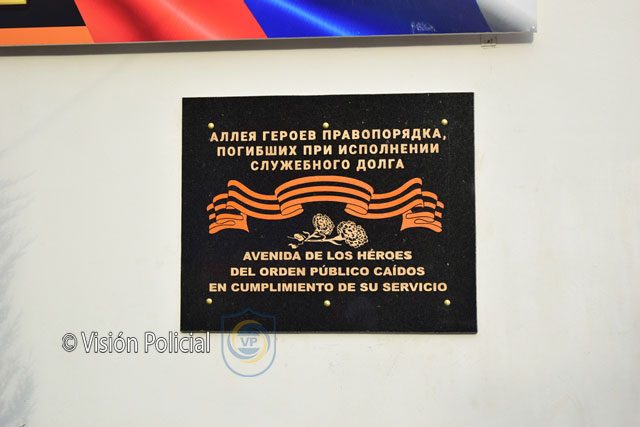 АЛЛЕЯ ГЕРОЕВ ПРАВОПОРЯДКА,
ПОГИБШИХ ПРИ ИСПОЛНЕНИИ
СЛУЖЕБНОГО ДОЛГА
AVENIDA DE LOS HÉROES
DEL ORDEN PÚBLICO CAÍDOS
EN CUMPLIMIENTO DE SU SERVICIO
© Visión Policial
VP